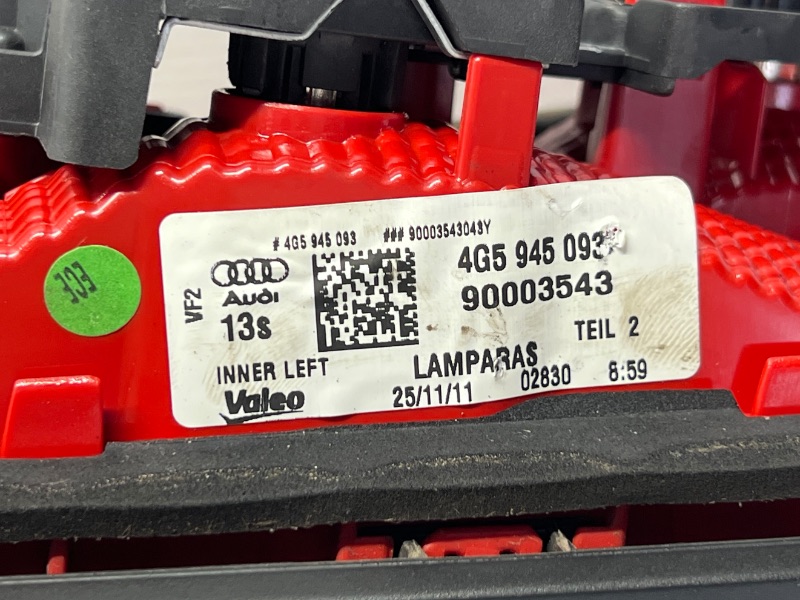 # 4G5 945 093 ### 90003543043Y
VF2
Audi
13s
4G5 945 093
90003543
TEIL 2
INNER LEFT
LAMPARAS
Valeo
25/11/11
02830
8:59